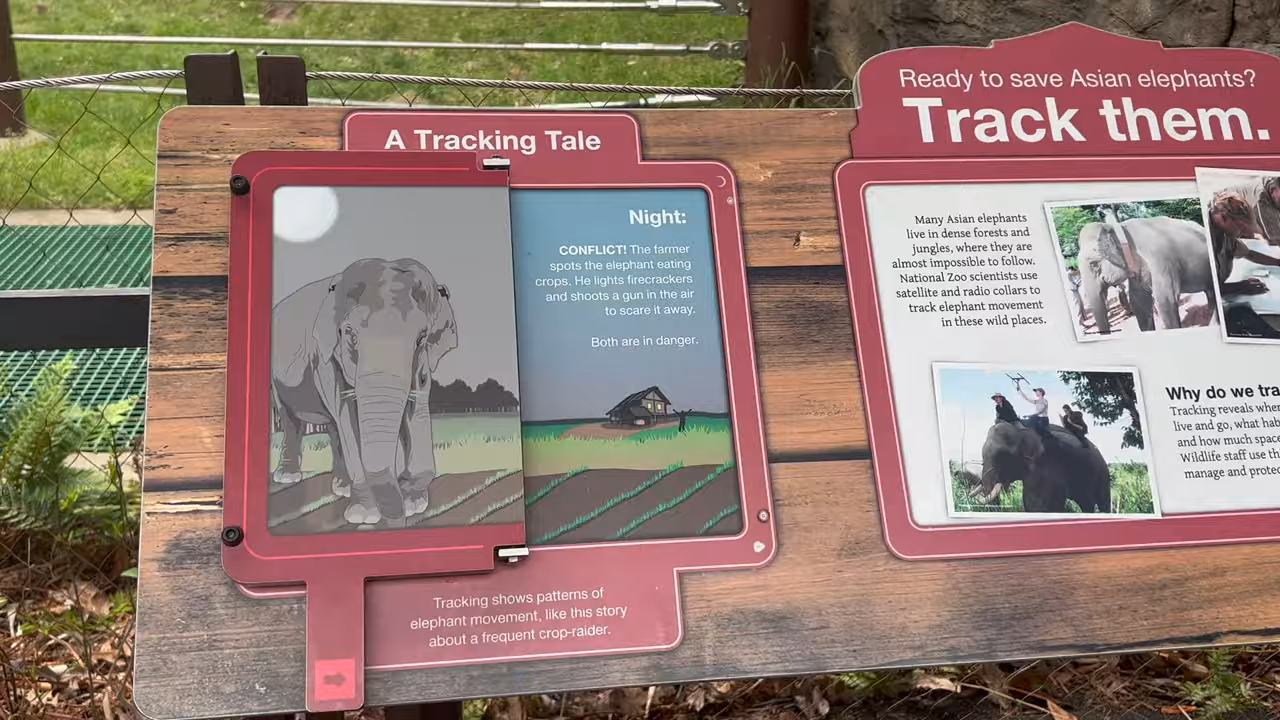 A Tracking Tale
Night:
CONFLICT! The farmer
spots the elephant eating
crops. He lights firecrackers
and shoots a gun in the air
to scare it away.
Both are in danger.
Tracking shows patterns of
elephant movement, like this story
about a frequent crop-raider.
Ready to save Asian elephants?
Track them.
Many Asian elephants
live in dense forests and
jungles, where they are
almost impossible to follow.
National Zoo scientists use
satellite and radio collars to
track elephant movement
in these wild places.
Why do we tra
Tracking reveals wher
live and go, what hab
and how much spac
Wildlife staff use th
manage and prote